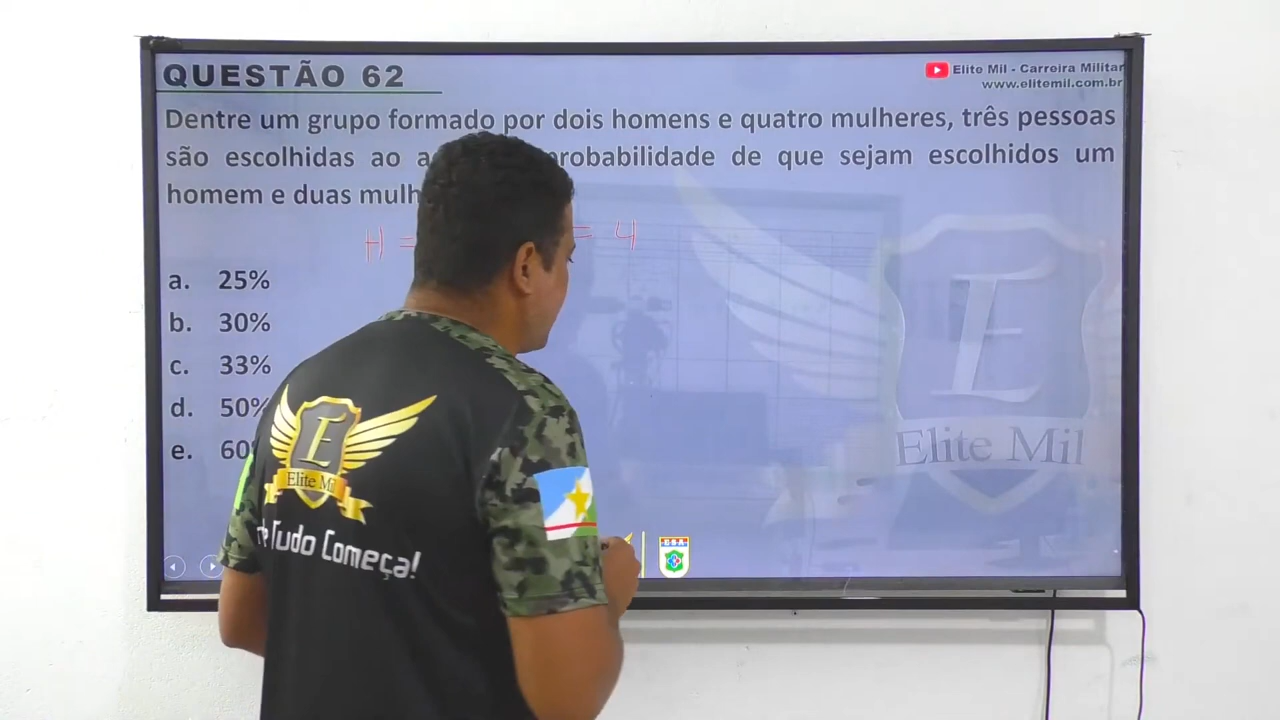 QUESTÃO 62
Elite Mil - Carreira Militar
www.elitemil.com.br
Dentre um grupo formado por dois homens e quatro mulheres, três pessoas
são escolhidas ao probabilidade de que sejam escolhidos um
homem e duas
H = = 4
a. 25%
b. 30%
c. 33%
d. 50%
e. 60
E
Elite Mil
E
Elite Mil
Tudo Começa!
ESA